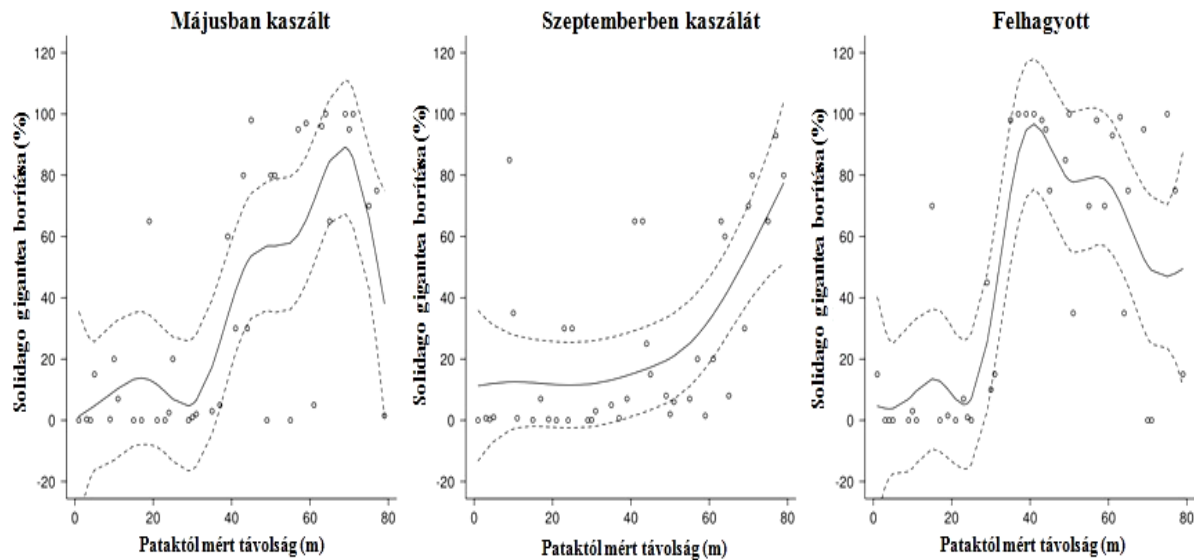 Májusban kaszált
Szeptemberben kaszálát
Felhagyott
Solidago gigantea borítása (%)
120
100
80
60
40
20
0
-20
0 20 40 60 80
Pataktól mért távolság (m)
Solidago gigantea borítása (%)
120
100
80
60
40
20
0
-20
0 20 40 60 80
Pataktól mért távolság (m)
Solidago gigantea borítása (%)
120
100
80
60
40
20
0
-20
0 20 40 60 80
Pataktól mért távolság (m)